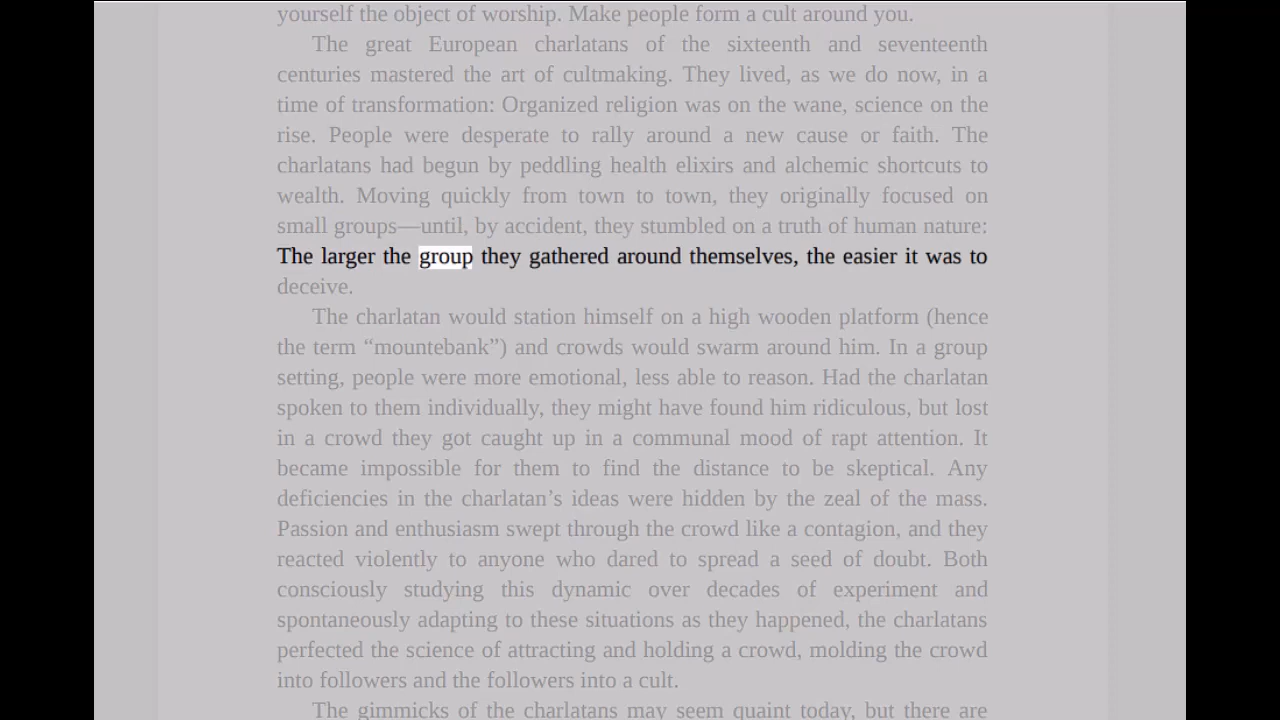 yourself the object of worship. Make people form a cult around you.
The great European charlatans of the sixteenth and seventeenth
centuries mastered the art of cultmaking. They lived, as we do now, in a
time of transformation: Organized religion was on the wane, science on the
rise. People were desperate to rally around a new cause or faith. The
charlatans had begun by peddling health elixirs and alchemic shortcuts to
wealth. Moving quickly from town to town, they originally focused on
small groups—until, by accident, they stumbled on a truth of human nature:
The larger the group they gathered around themselves, the easier it was to
deceive.
The charlatan would station himself on a high wooden platform (hence
the term “mountebank”) and crowds would swarm around him. In a group
setting, people were more emotional, less able to reason. Had the charlatan
spoken to them individually, they might have found him ridiculous, but lost
in a crowd they got caught up in a communal mood of rapt attention. It
became impossible for them to find the distance to be skeptical. Any
deficiencies in the charlatan’s ideas were hidden by the zeal of the mass.
Passion and enthusiasm swept through the crowd like a contagion, and they
reacted violently to anyone who dared to spread a seed of doubt. Both
consciously studying this dynamic over decades of experiment and
spontaneously adapting to these situations as they happened, the charlatans
perfected the science of attracting and holding a crowd, molding the crowd
into followers and the followers into a cult.
The gimmicks of the charlatans may seem quaint today, but there are